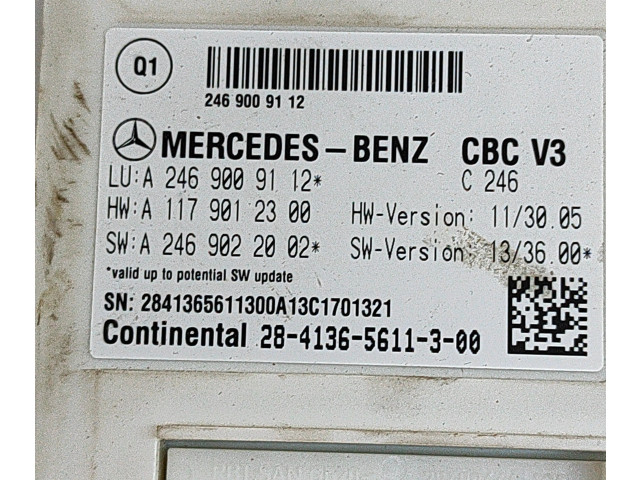 Q1
246 900 91 12
MERCEDES-BENZ CBC V3
LU:A 246 900 91 12* C 246
HW:A 117 901 23 00 HW-Version: 11/30.05
SW:A 246 902 20 02* SW-Version: 13/36.00*
*valid up to potential SW update
SN: 2841365611300A13C1701321
Continental 28-4136-5611-3-00